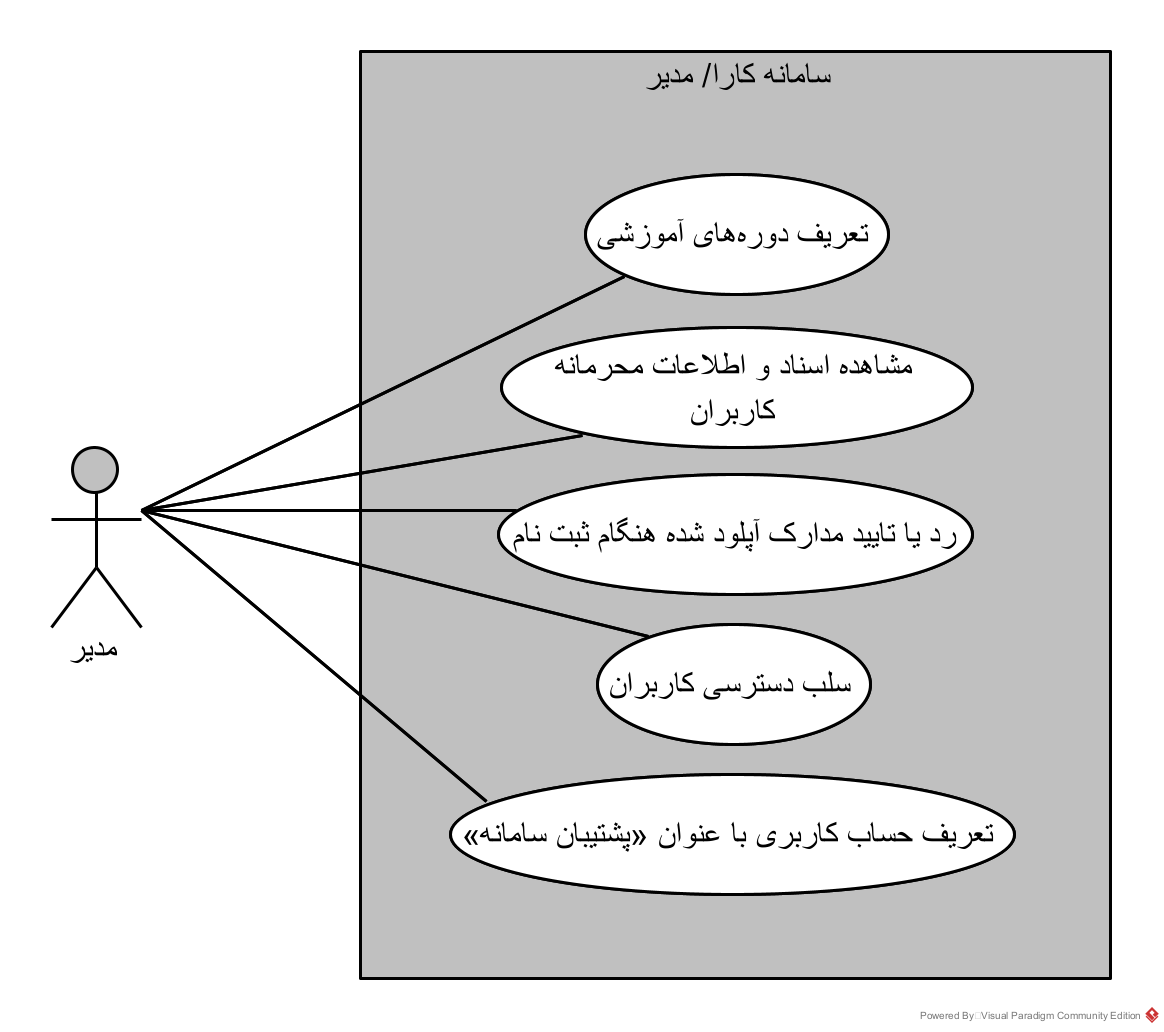 سامانه کارا/ مدیر
تعریف دوره‌های آموزشی
مشاهده اسناد و اطلاعات محرمانه
کاربران
رد یا تایید مدارک آپلود شده هنگام ثبت نام
سلب دسترسی کاربران
تعریف حساب کاربری با عنوان «پشتیبان سامانه»
مدیر
Powered By Visual Paradigm Community Edition